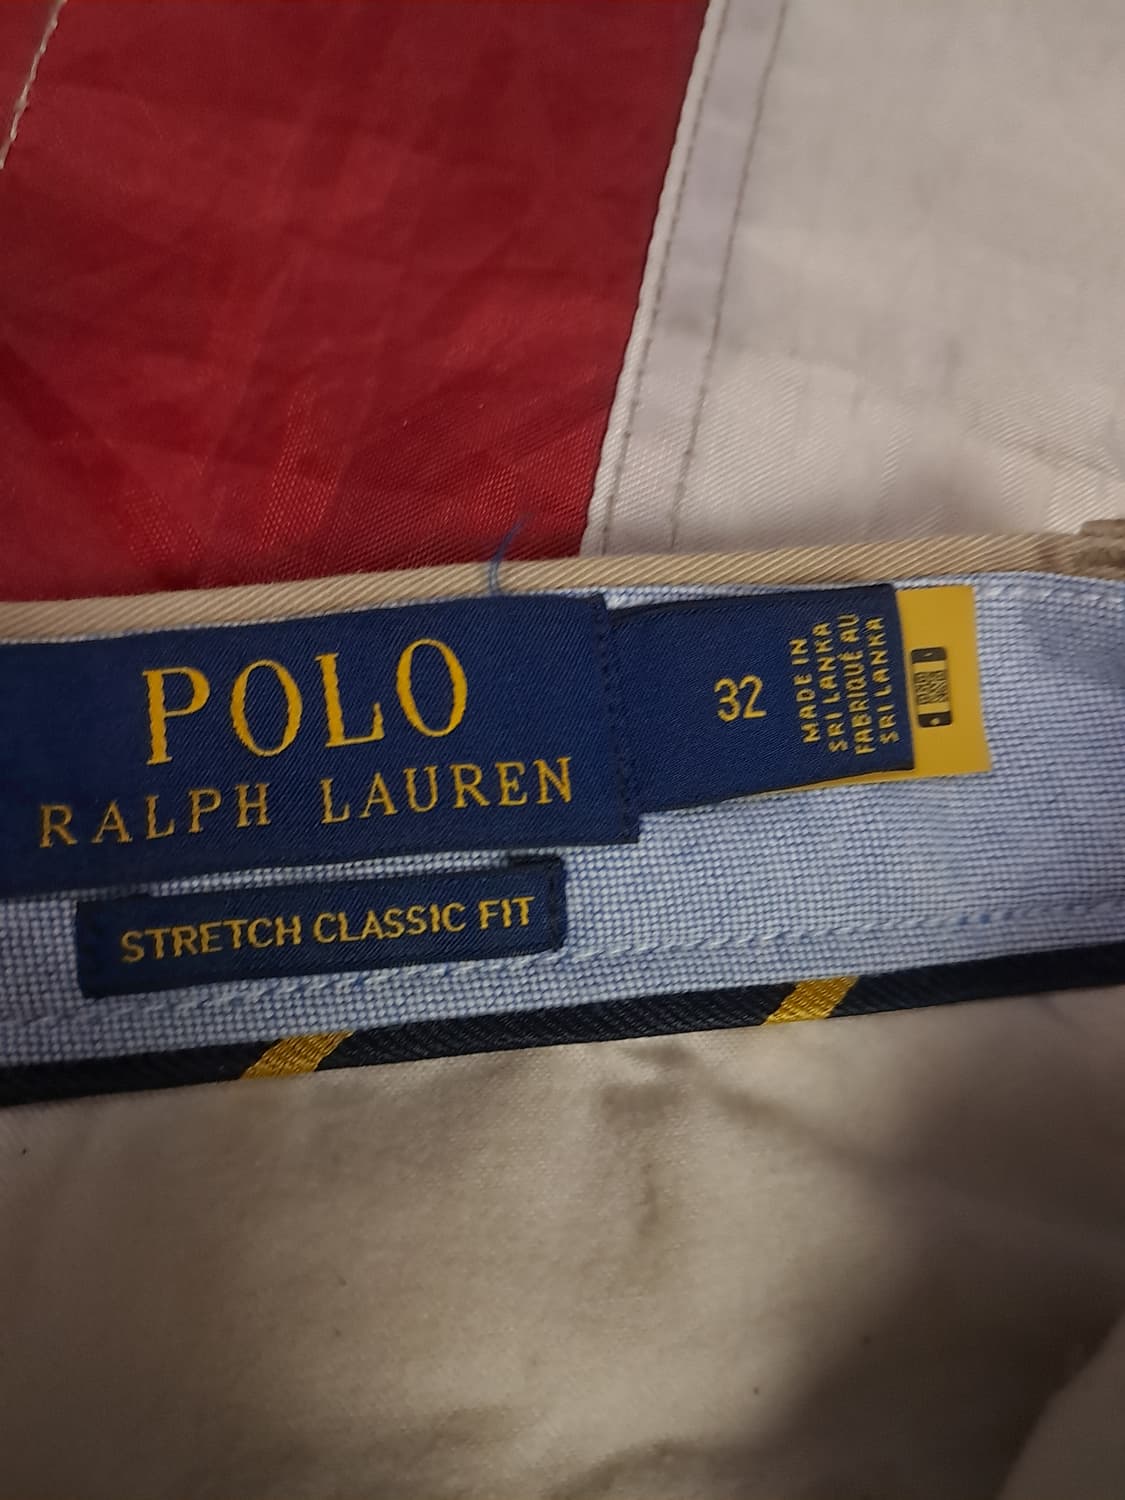 POLO
RALPH LAUREN
32
MADE IN
SRI LANKA
FABRIQUÉ AU
SRI LANKA
STRETCH CLASSIC FIT